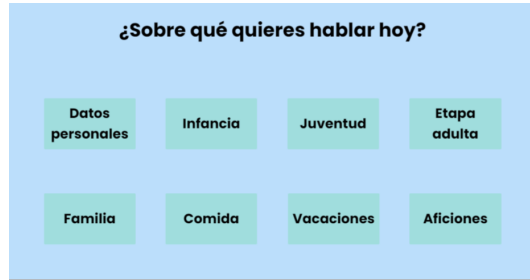 ¿Sobre qué quieres hablar hoy?
Datos
personales
Infancia
Juventud
Etapa
adulta
Familia
Comida
Vacaciones
Aficiones